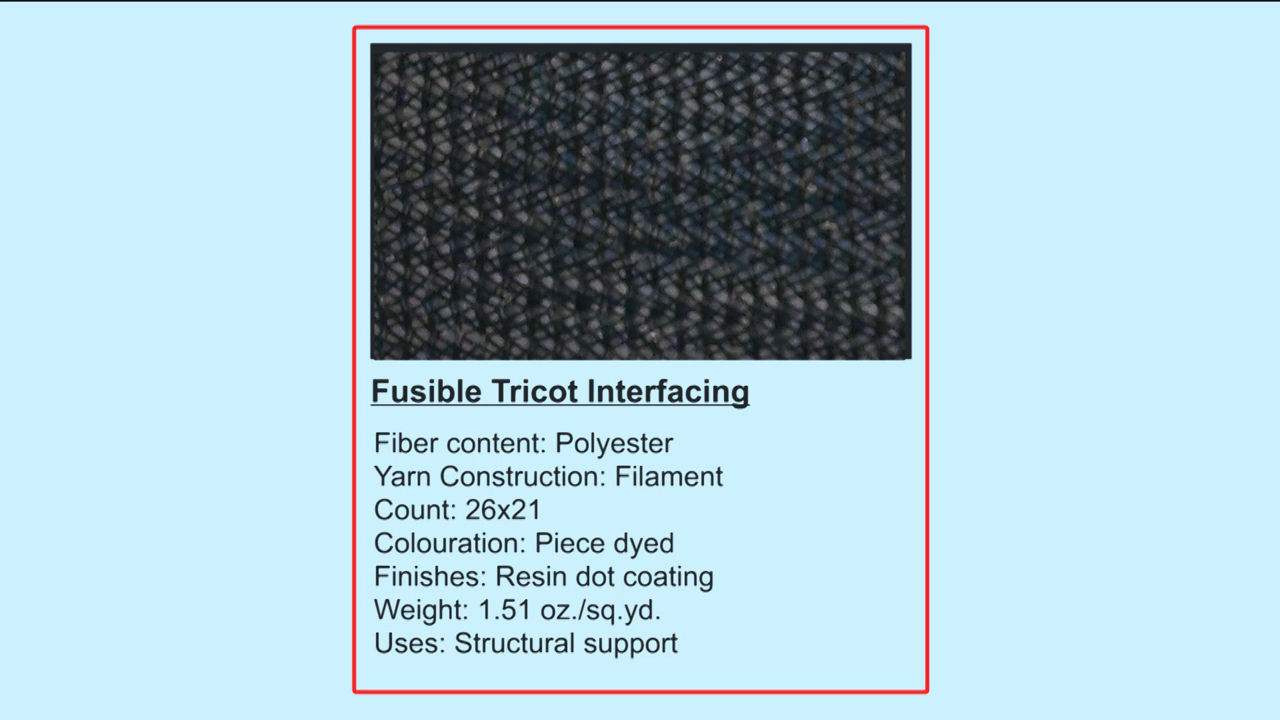 Fusible Tricot Interfacing
Fiber content: Polyester
Yarn Construction: Filament
Count: 26x21
Colouration: Piece dyed
Finishes: Resin dot coating
Weight: 1.51 oz./sq.yd.
Uses: Structural support